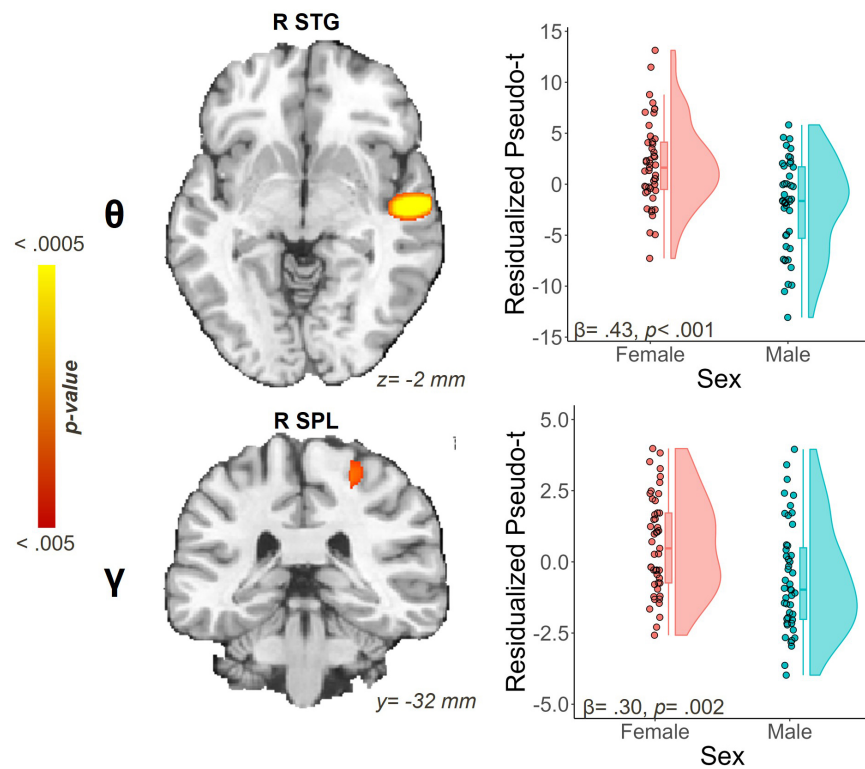 R STG
θ
< .0005
p-value
< .005
z= -2 mm
15
10
5
0
-5
-10
-15
Residualized Pseudo-t
β= .43, p< .001
Female
Male
Sex
R SPL
γ
y= -32 mm
5.0
2.5
0.0
-2.5
-5.0
Residualized Pseudo-t
β= .30, p= .002
Female
Male
Sex